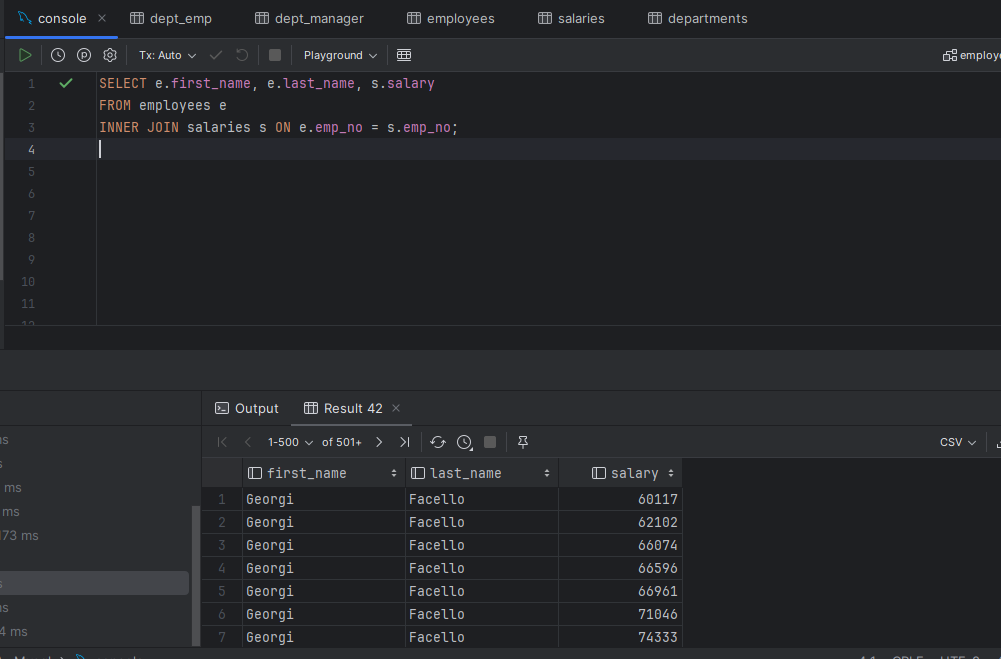 console dept_emp dept_manager employees salaries departments
Tx: Auto Playground employe
1 SELECT e.first_name, e.last_name, s.salary
2 FROM employees e
3 INNER JOIN salaries s ON e.emp_no = s.emp_no;
4
5
6
7
8
9
10
11
12
Output Result 42
1-500 of 501+ CSV
s
ms
ms
173 ms
4 ms
first_name last_name salary
1 Georgi Facello 60117
2 Georgi Facello 62102
3 Georgi Facello 66074
4 Georgi Facello 66596
5 Georgi Facello 66961
6 Georgi Facello 71046
7 Georgi Facello 74333